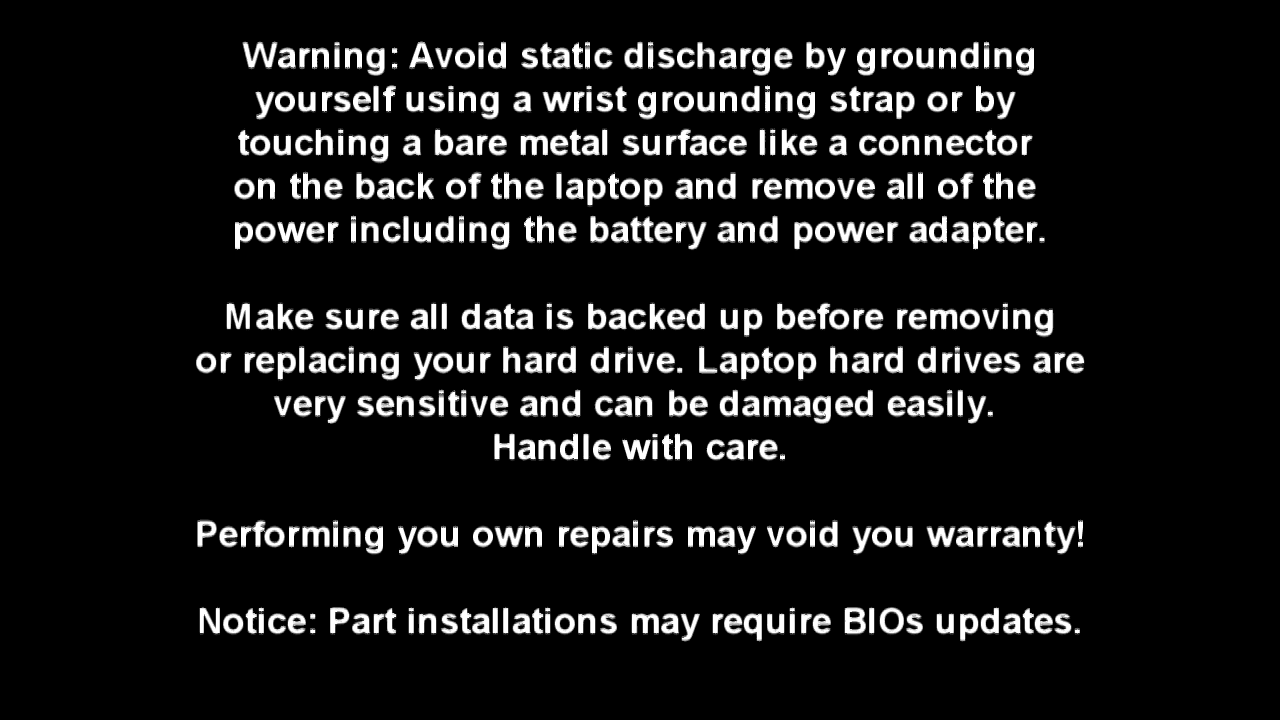 Warning: Avoid static discharge by grounding
yourself using a wrist grounding strap or by
touching a bare metal surface like a connector
on the back of the laptop and remove all of the
power including the battery and power adapter.
Make sure all data is backed up before removing
or replacing your hard drive. Laptop hard drives are
very sensitive and can be damaged easily.
Handle with care.
Performing you own repairs may void you warranty!
Notice: Part installations may require BIOs updates.